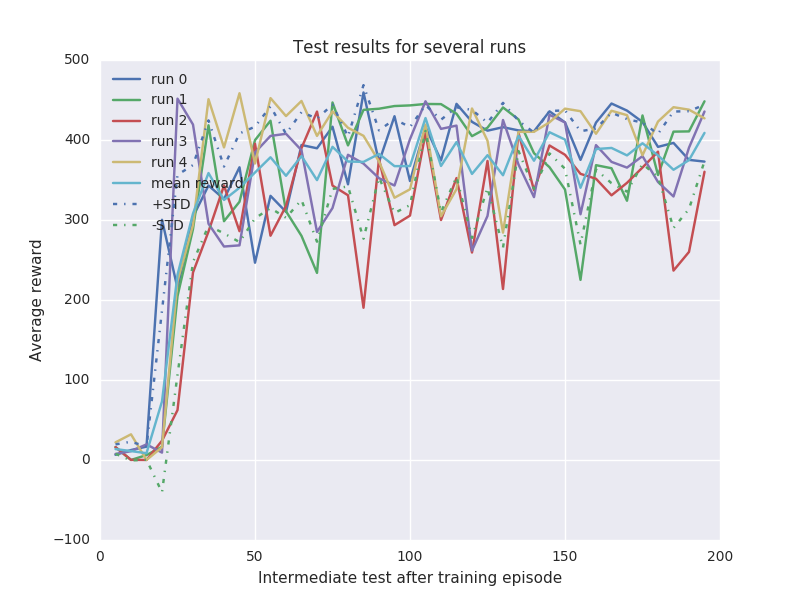 Test results for several runs
500
400
300
200
100
0
−100
Average reward
run 0
run 1
run 2
run 3
run 4
mean reward
+STD
-STD
0 50 100 150 200
Intermediate test after training episode